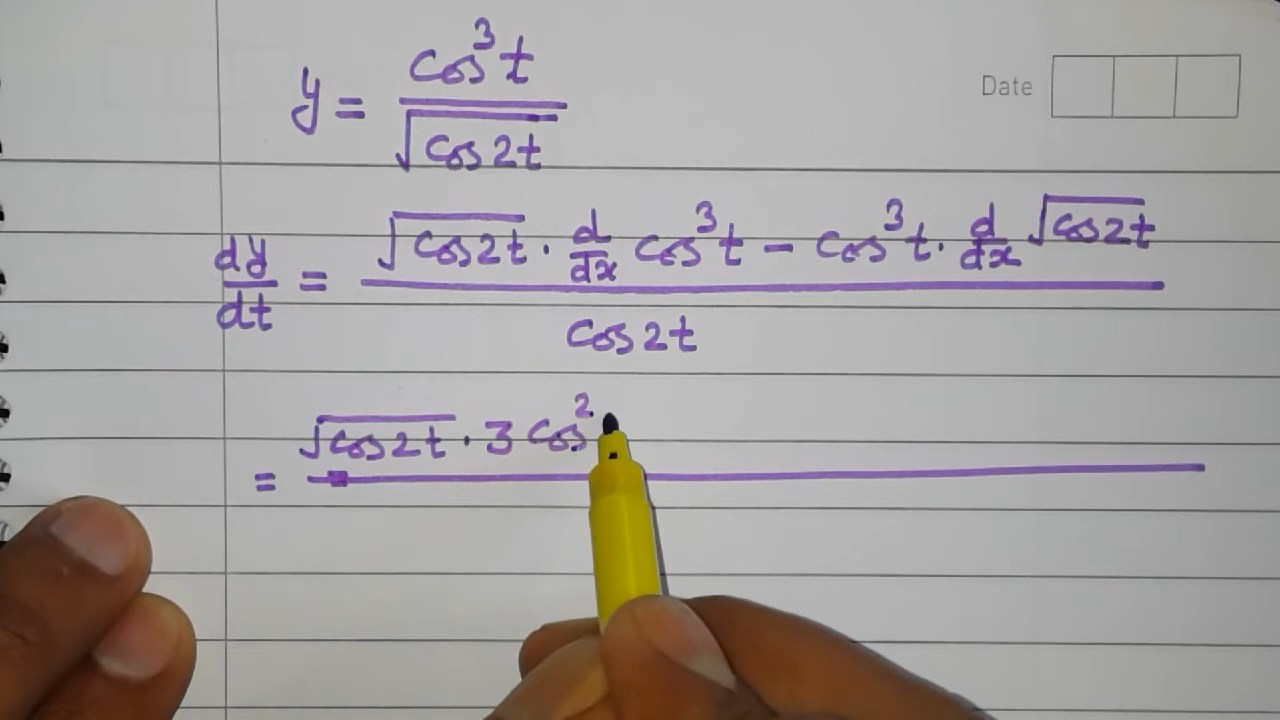 Date
y = cos³t / √cos2t
dy/dt = (√cos2t · d/dx cos³t − cos³t · d/dx √cos2t) / cos2t
= √cos2t · 3 cos²